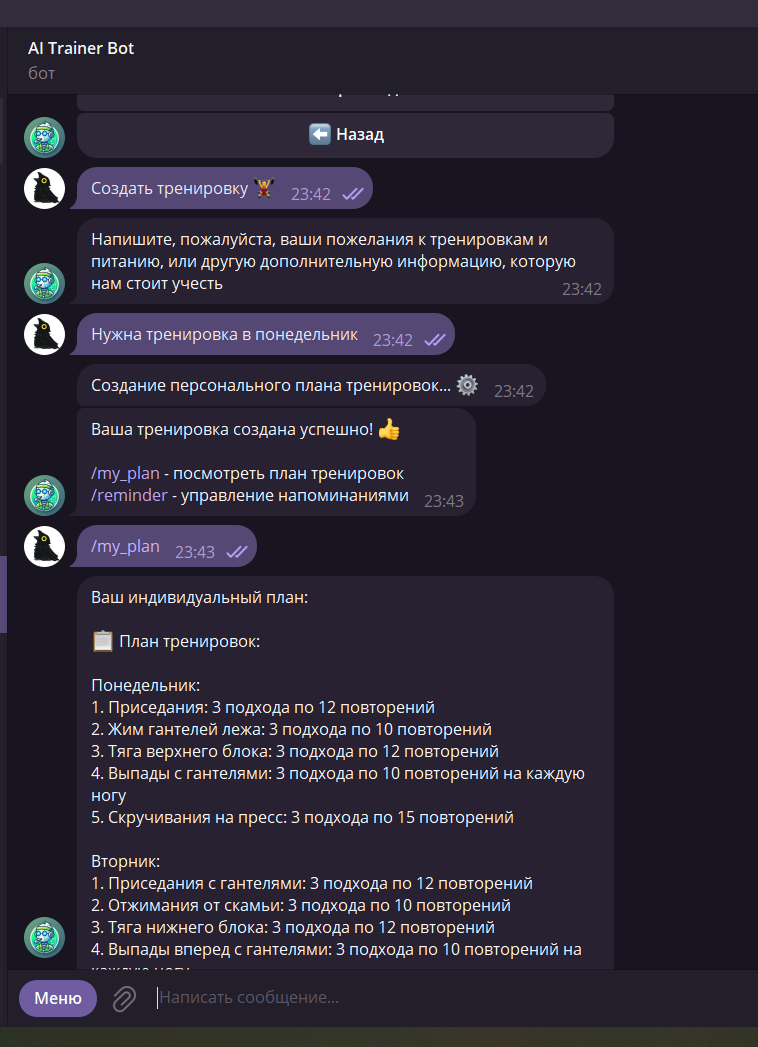 AI Trainer Bot
бот
Назад
Создать тренировку 23:42
Напишите, пожалуйста, ваши пожелания к тренировкам и
питанию, или другую дополнительную информацию, которую
нам стоит учесть 23:42
Нужна тренировка в понедельник 23:42
Создание персонального плана тренировок... 23:42
Ваша тренировка создана успешно!
/my_plan - посмотреть план тренировок
/reminder - управление напоминаниями 23:43
/my_plan 23:43
Ваш индивидуальный план:
План тренировок:
Понедельник:
1. Приседания: 3 подхода по 12 повторений
2. Жим гантелей лежа: 3 подхода по 10 повторений
3. Тяга верхнего блока: 3 подхода по 12 повторений
4. Выпады с гантелями: 3 подхода по 10 повторений на каждую
ногу
5. Скручивания на пресс: 3 подхода по 15 повторений
Вторник:
1. Приседания с гантелями: 3 подхода по 12 повторений
2. Отжимания от скамьи: 3 подхода по 10 повторений
3. Тяга нижнего блока: 3 подхода по 12 повторений
4. Выпады вперед с гантелями: 3 подхода по 10 повторений на
каждую ногу
Меню
Написать сообщение...